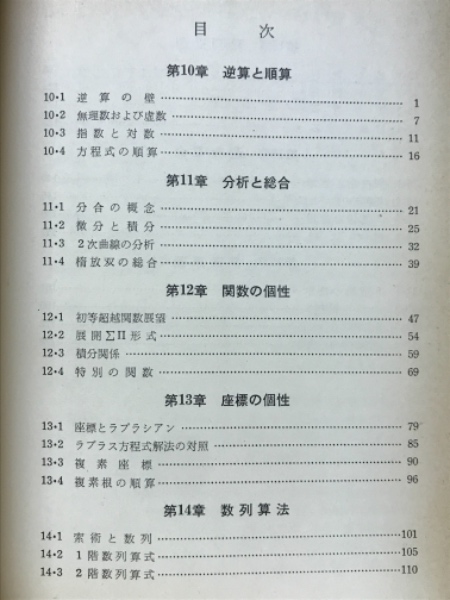 目 次
第10章 逆算と順算
10・1 逆算の壁 1
10・2 無理数および虚数 7
10・3 指数と対数 11
10・4 方程式の順算 16
第11章 分析と総合
11・1 分合の概念 21
11・2 微分と積分 25
11・3 2次曲線の分析 32
11・4 楕放双の総合 39
第12章 関数の個性
12・1 初等超越関数展望 47
12・2 展開ΣΠ形式 54
12・3 積分関係 59
12・4 特別の関数 69
第13章 座標の個性
13・1 座標とラプラシアン 79
13・2 ラプラス方程式解法の対照 85
13・3 複素座標 90
13・4 複素根の順算 96
第14章 数列算法
14・1 索術と数列 101
14・2 1階数列算式 105
14・3 2階数列算式 110